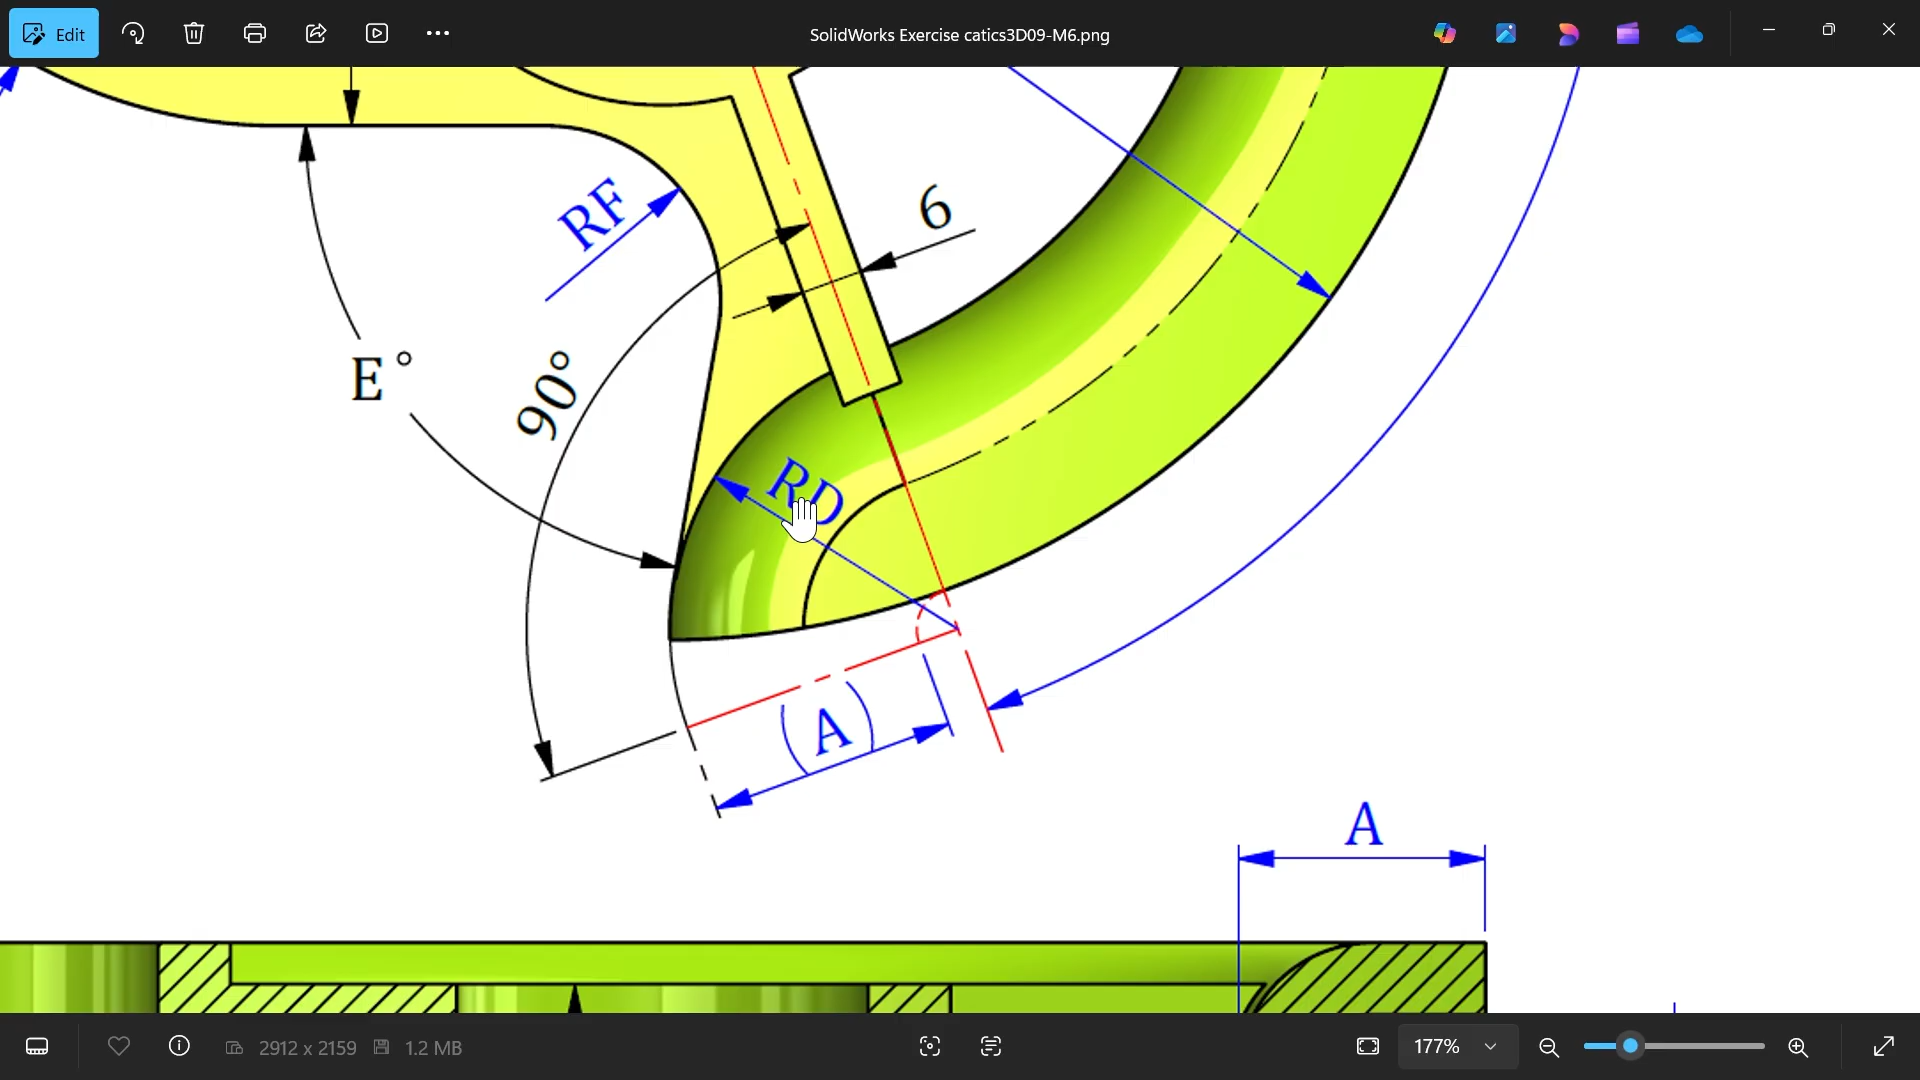 Edit
SolidWorks Exercise catics3D09-M6.png
RF
6
E°
90°
RD
(A)
A
2912 x 2159
1.2 MB
177%